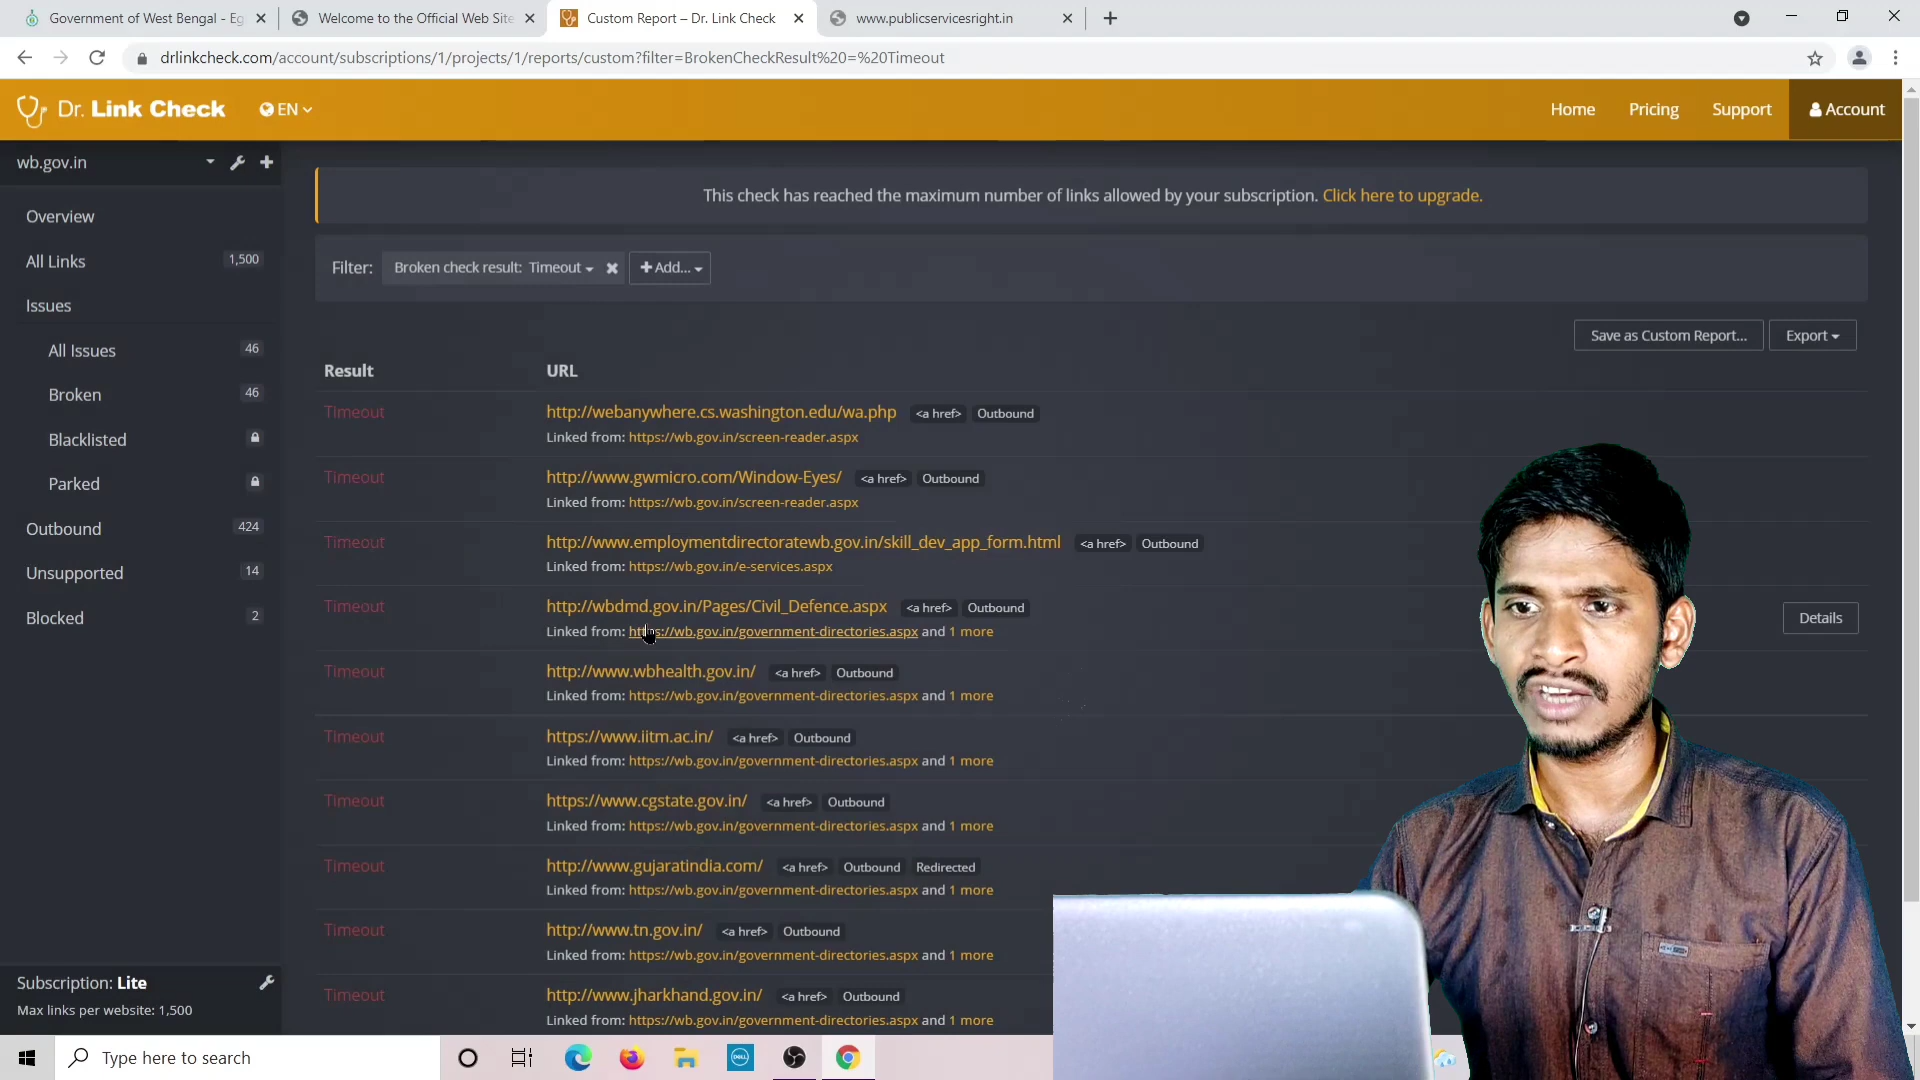 Government of West Bengal - Eg
Welcome to the Official Web Site
Custom Report – Dr. Link Check
www.publicservicesright.in
drlinkcheck.com/account/subscriptions/1/projects/1/reports/custom?filter=BrokenCheckResult%20=%20Timeout
Dr. Link Check
EN
Home
Pricing
Support
Account
wb.gov.in
Overview
All Links 1,500
Issues
All Issues 46
Broken 46
Blacklisted
Parked
Outbound 424
Unsupported 14
Blocked 2
Subscription: Lite
Max links per website: 1,500
This check has reached the maximum number of links allowed by your subscription. Click here to upgrade.
Filter: Broken check result: Timeout Add...
Save as Custom Report... Export
Result URL
Timeout http://webanywhere.cs.washington.edu/wa.php <a href> Outbound
Linked from: https://wb.gov.in/screen-reader.aspx
Timeout http://www.gwmicro.com/Window-Eyes/ <a href> Outbound
Linked from: https://wb.gov.in/screen-reader.aspx
Timeout http://www.employmentdirectoratewb.gov.in/skill_dev_app_form.html <a href> Outbound
Linked from: https://wb.gov.in/e-services.aspx
Timeout http://wbdmd.gov.in/Pages/Civil_Defence.aspx <a href> Outbound
Details
Linked from: https://wb.gov.in/government-directories.aspx and 1 more
Timeout http://www.wbhealth.gov.in/ <a href> Outbound
Linked from: https://wb.gov.in/government-directories.aspx and 1 more
Timeout https://www.iitm.ac.in/ <a href> Outbound
Linked from: https://wb.gov.in/government-directories.aspx and 1 more
Timeout https://www.cgstate.gov.in/ <a href> Outbound
Linked from: https://wb.gov.in/government-directories.aspx and 1 more
Timeout http://www.gujaratindia.com/ <a href> Outbound Redirected
Linked from: https://wb.gov.in/government-directories.aspx and 1 more
Timeout http://www.tn.gov.in/ <a href> Outbound
Linked from: https://wb.gov.in/government-directories.aspx and 1 more
Timeout http://www.jharkhand.gov.in/ <a href> Outbound
Linked from: https://wb.gov.in/government-directories.aspx and 1 more
Type here to search
DELL